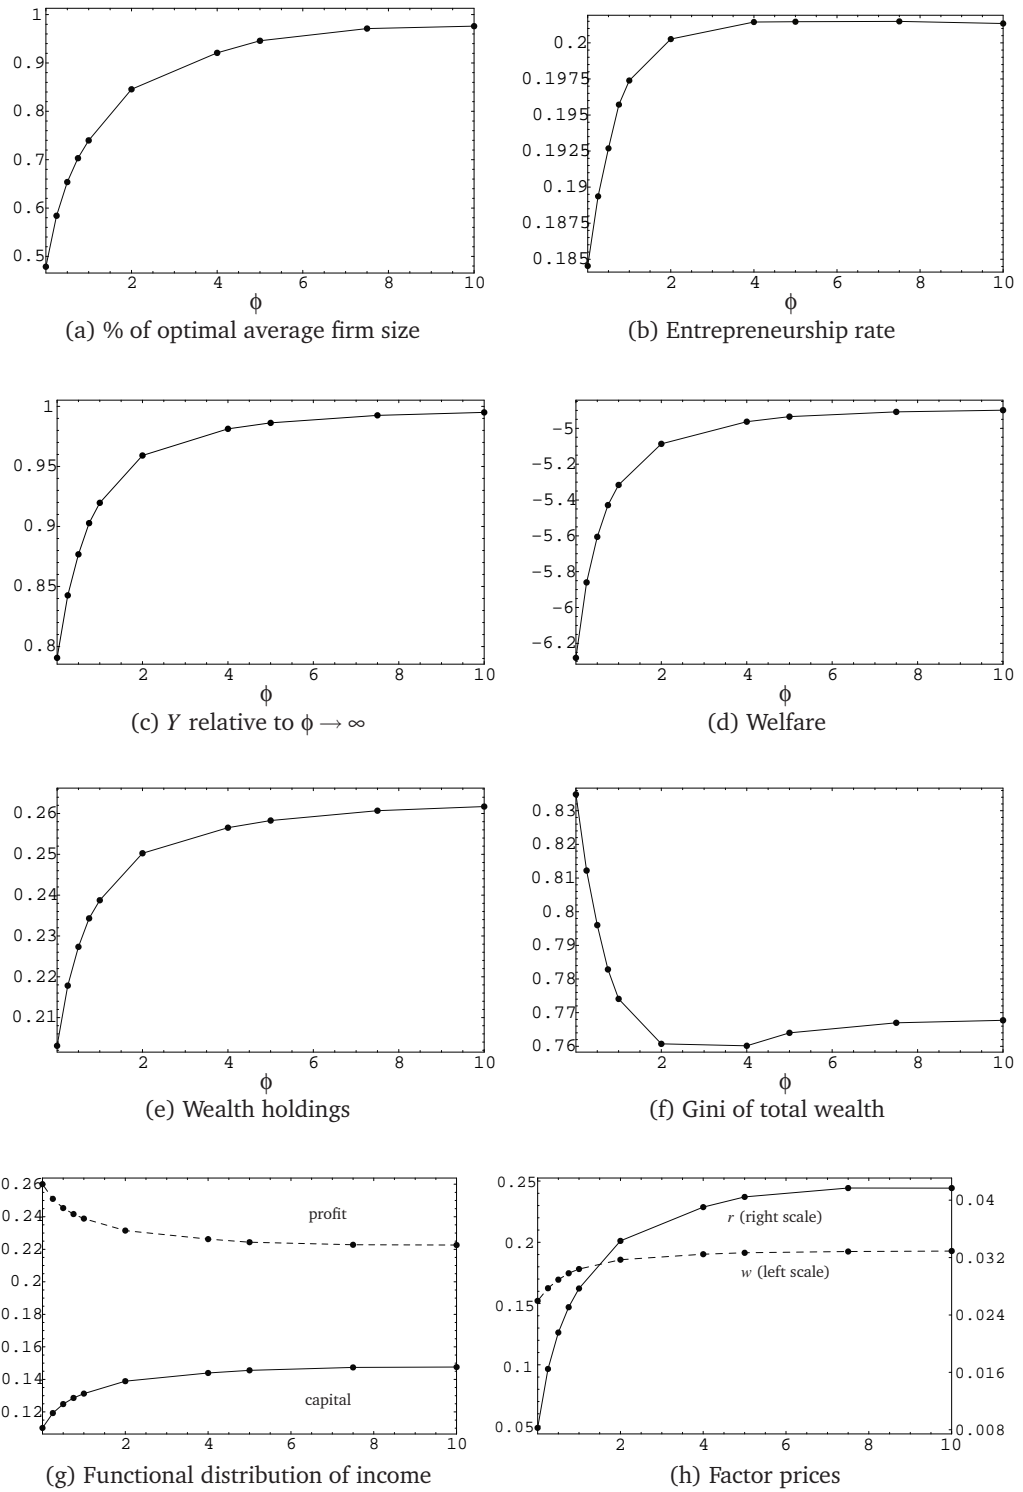 1
0.9
0.8
0.7
0.6
0.5
2 4 6 8 10
ϕ
(a) % of optimal average firm size
0.2
0.1975
0.195
0.1925
0.19
0.1875
0.185
2 4 6 8 10
ϕ
(b) Entrepreneurship rate
1
0.95
0.9
0.85
0.8
2 4 6 8 10
ϕ
(c) Y relative to ϕ → ∞
-5
-5.2
-5.4
-5.6
-5.8
-6
-6.2
2 4 6 8 10
ϕ
(d) Welfare
0.26
0.25
0.24
0.23
0.22
0.21
2 4 6 8 10
ϕ
(e) Wealth holdings
0.83
0.82
0.81
0.8
0.79
0.78
0.77
0.76
2 4 6 8 10
ϕ
(f) Gini of total wealth
0.26
0.24
0.22
0.2
0.18
0.16
0.14
0.12
profit
capital
2 4 6 8 10
(g) Functional distribution of income
0.25
0.2
0.15
0.1
0.05
r (right scale)
w (left scale)
0.04
0.032
0.024
0.016
0.008
2 4 6 8 10
(h) Factor prices